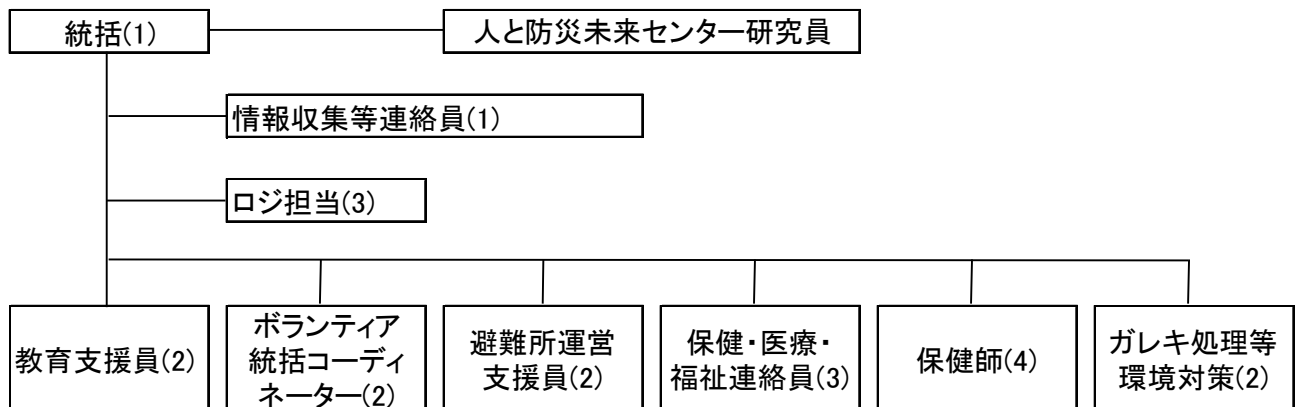 統括(1)
人と防災未来センター研究員
情報収集等連絡員(1)
ロジ担当(3)
教育支援員(2)
ボランティア
統括コーディ
ネーター(2)
避難所運営
支援員(2)
保健・医療・
福祉連絡員(3)
保健師(4)
ガレキ処理等
環境対策(2)